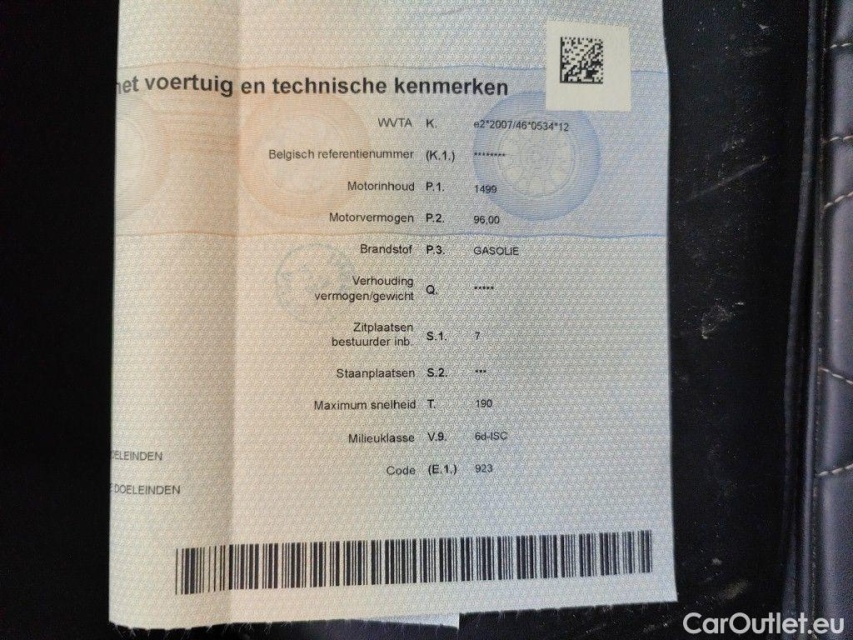 het voertuig en technische kenmerken
WVTA K. e2*2007/46*0534*12
Belgisch referentienummer (K.1.) ********
Motorinhoud P.1. 1499
Motorvermogen P.2. 96,00
Brandstof P.3. GASOLIE
Verhouding
vermogen/gewicht Q. *****
Zitplaatsen
bestuurder inb. S.1. 7
Staanplaatsen S.2. ***
Maximum snelheid T. 190
Milieuklasse V.9. 6d-ISC
Code (E.1.) 923
DOELEINDEN
CarOutlet.eu